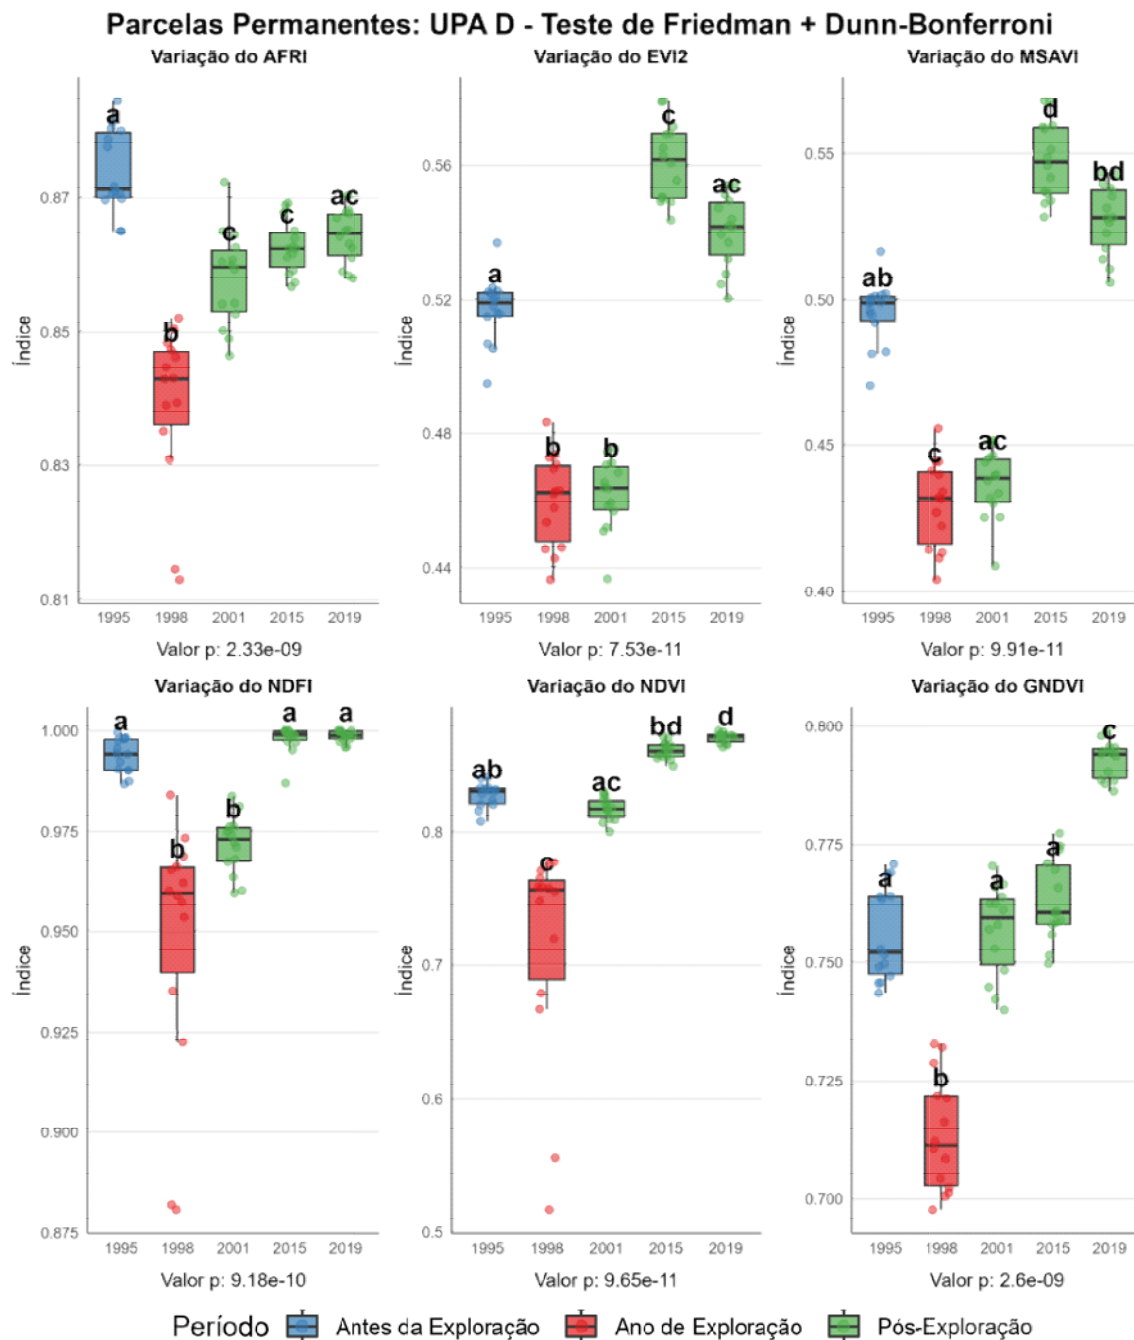 Parcelas Permanentes: UPA D - Teste de Friedman + Dunn-Bonferroni
Variação do AFRI
Índice
0.87
0.85
0.83
0.81
a
b
c
c
ac
1995 1998 2001 2015 2019
Valor p: 2.33e-09
Variação do EVI2
Índice
0.56
0.52
0.48
0.44
a
b
b
c
ac
1995 1998 2001 2015 2019
Valor p: 7.53e-11
Variação do MSAVI
Índice
0.55
0.50
0.45
0.40
ab
c
ac
d
bd
1995 1998 2001 2015 2019
Valor p: 9.91e-11
Variação do NDFI
Índice
1.000
0.975
0.950
0.925
0.900
0.875
a
b
b
a
a
1995 1998 2001 2015 2019
Valor p: 9.18e-10
Variação do NDVI
Índice
0.8
0.7
0.6
0.5
ab
c
ac
bd
d
1995 1998 2001 2015 2019
Valor p: 9.65e-11
Variação do GNDVI
Índice
0.800
0.775
0.750
0.725
0.700
a
b
a
a
c
1995 1998 2001 2015 2019
Valor p: 2.6e-09
Período Antes da Exploração Ano de Exploração Pós-Exploração